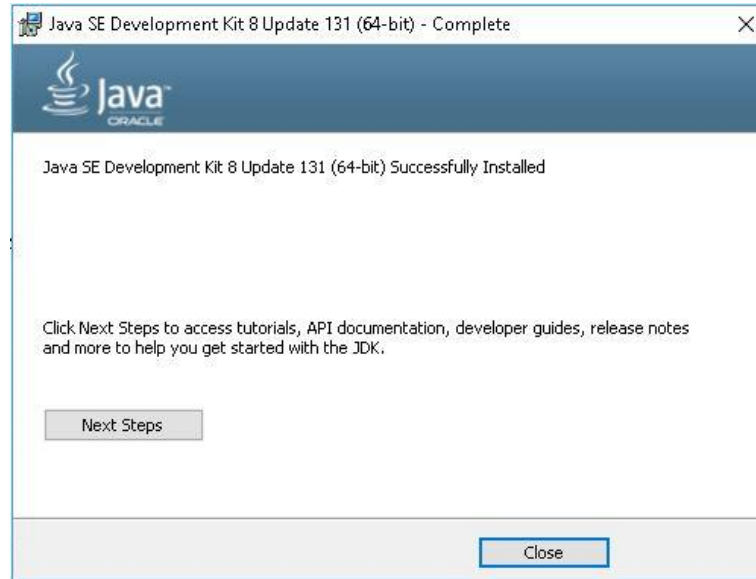 Java SE Development Kit 8 Update 131 (64-bit) - Complete
Java™
ORACLE
Java SE Development Kit 8 Update 131 (64-bit) Successfully Installed
Click Next Steps to access tutorials, API documentation, developer guides, release notes
and more to help you get started with the JDK.
Next Steps
Close